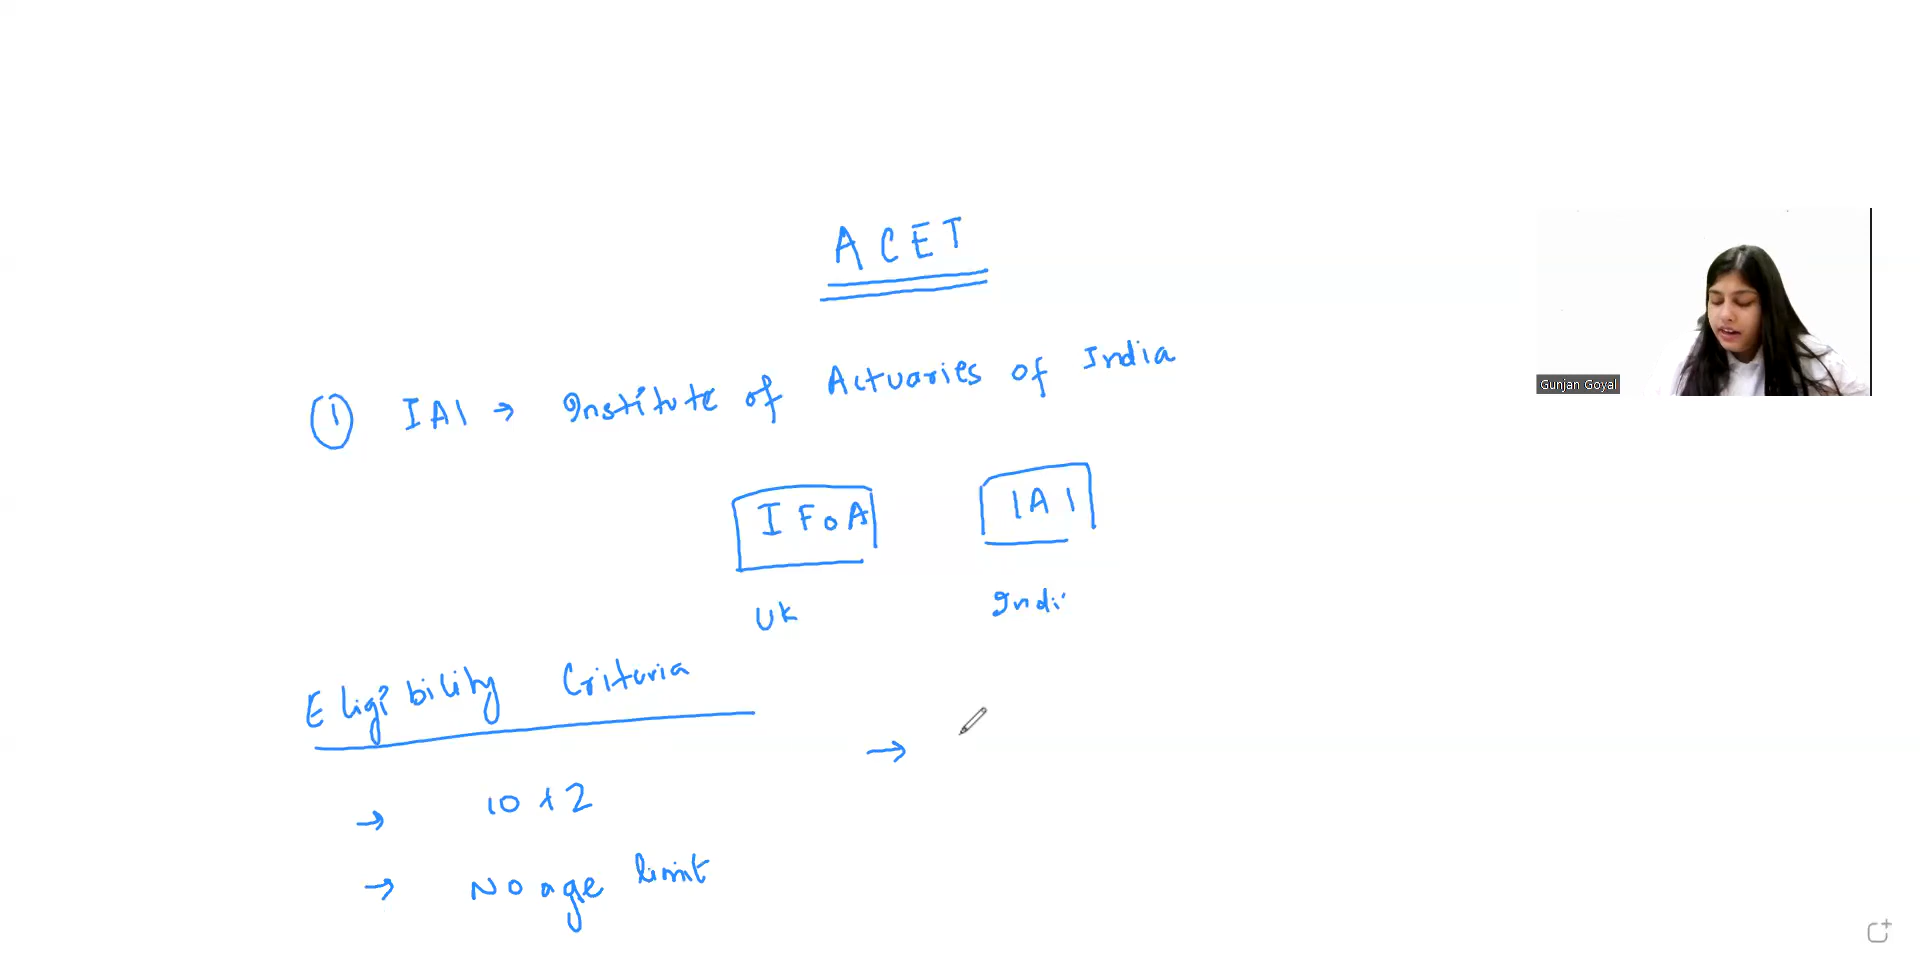 ACET
Gunjan Goyal
① IAI → Institute of Actuaries of India
IFoA IAI
UK Indi
Eligibility Criteria
→
→ 10+2
→ No age limit